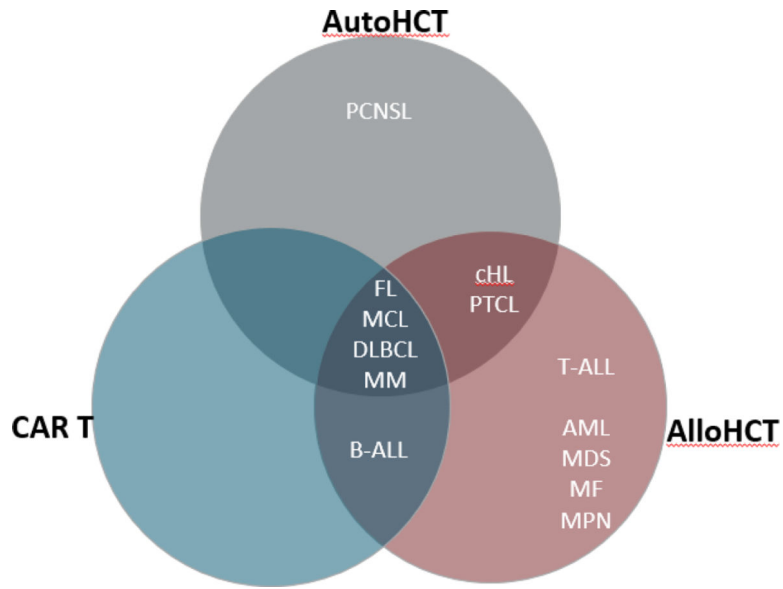 AutoHCT
PCNSL
cHL
PTCL
FL
MCL
DLBCL
MM
T-ALL
CAR T
AlloHCT
B-ALL
AML
MDS
MF
MPN